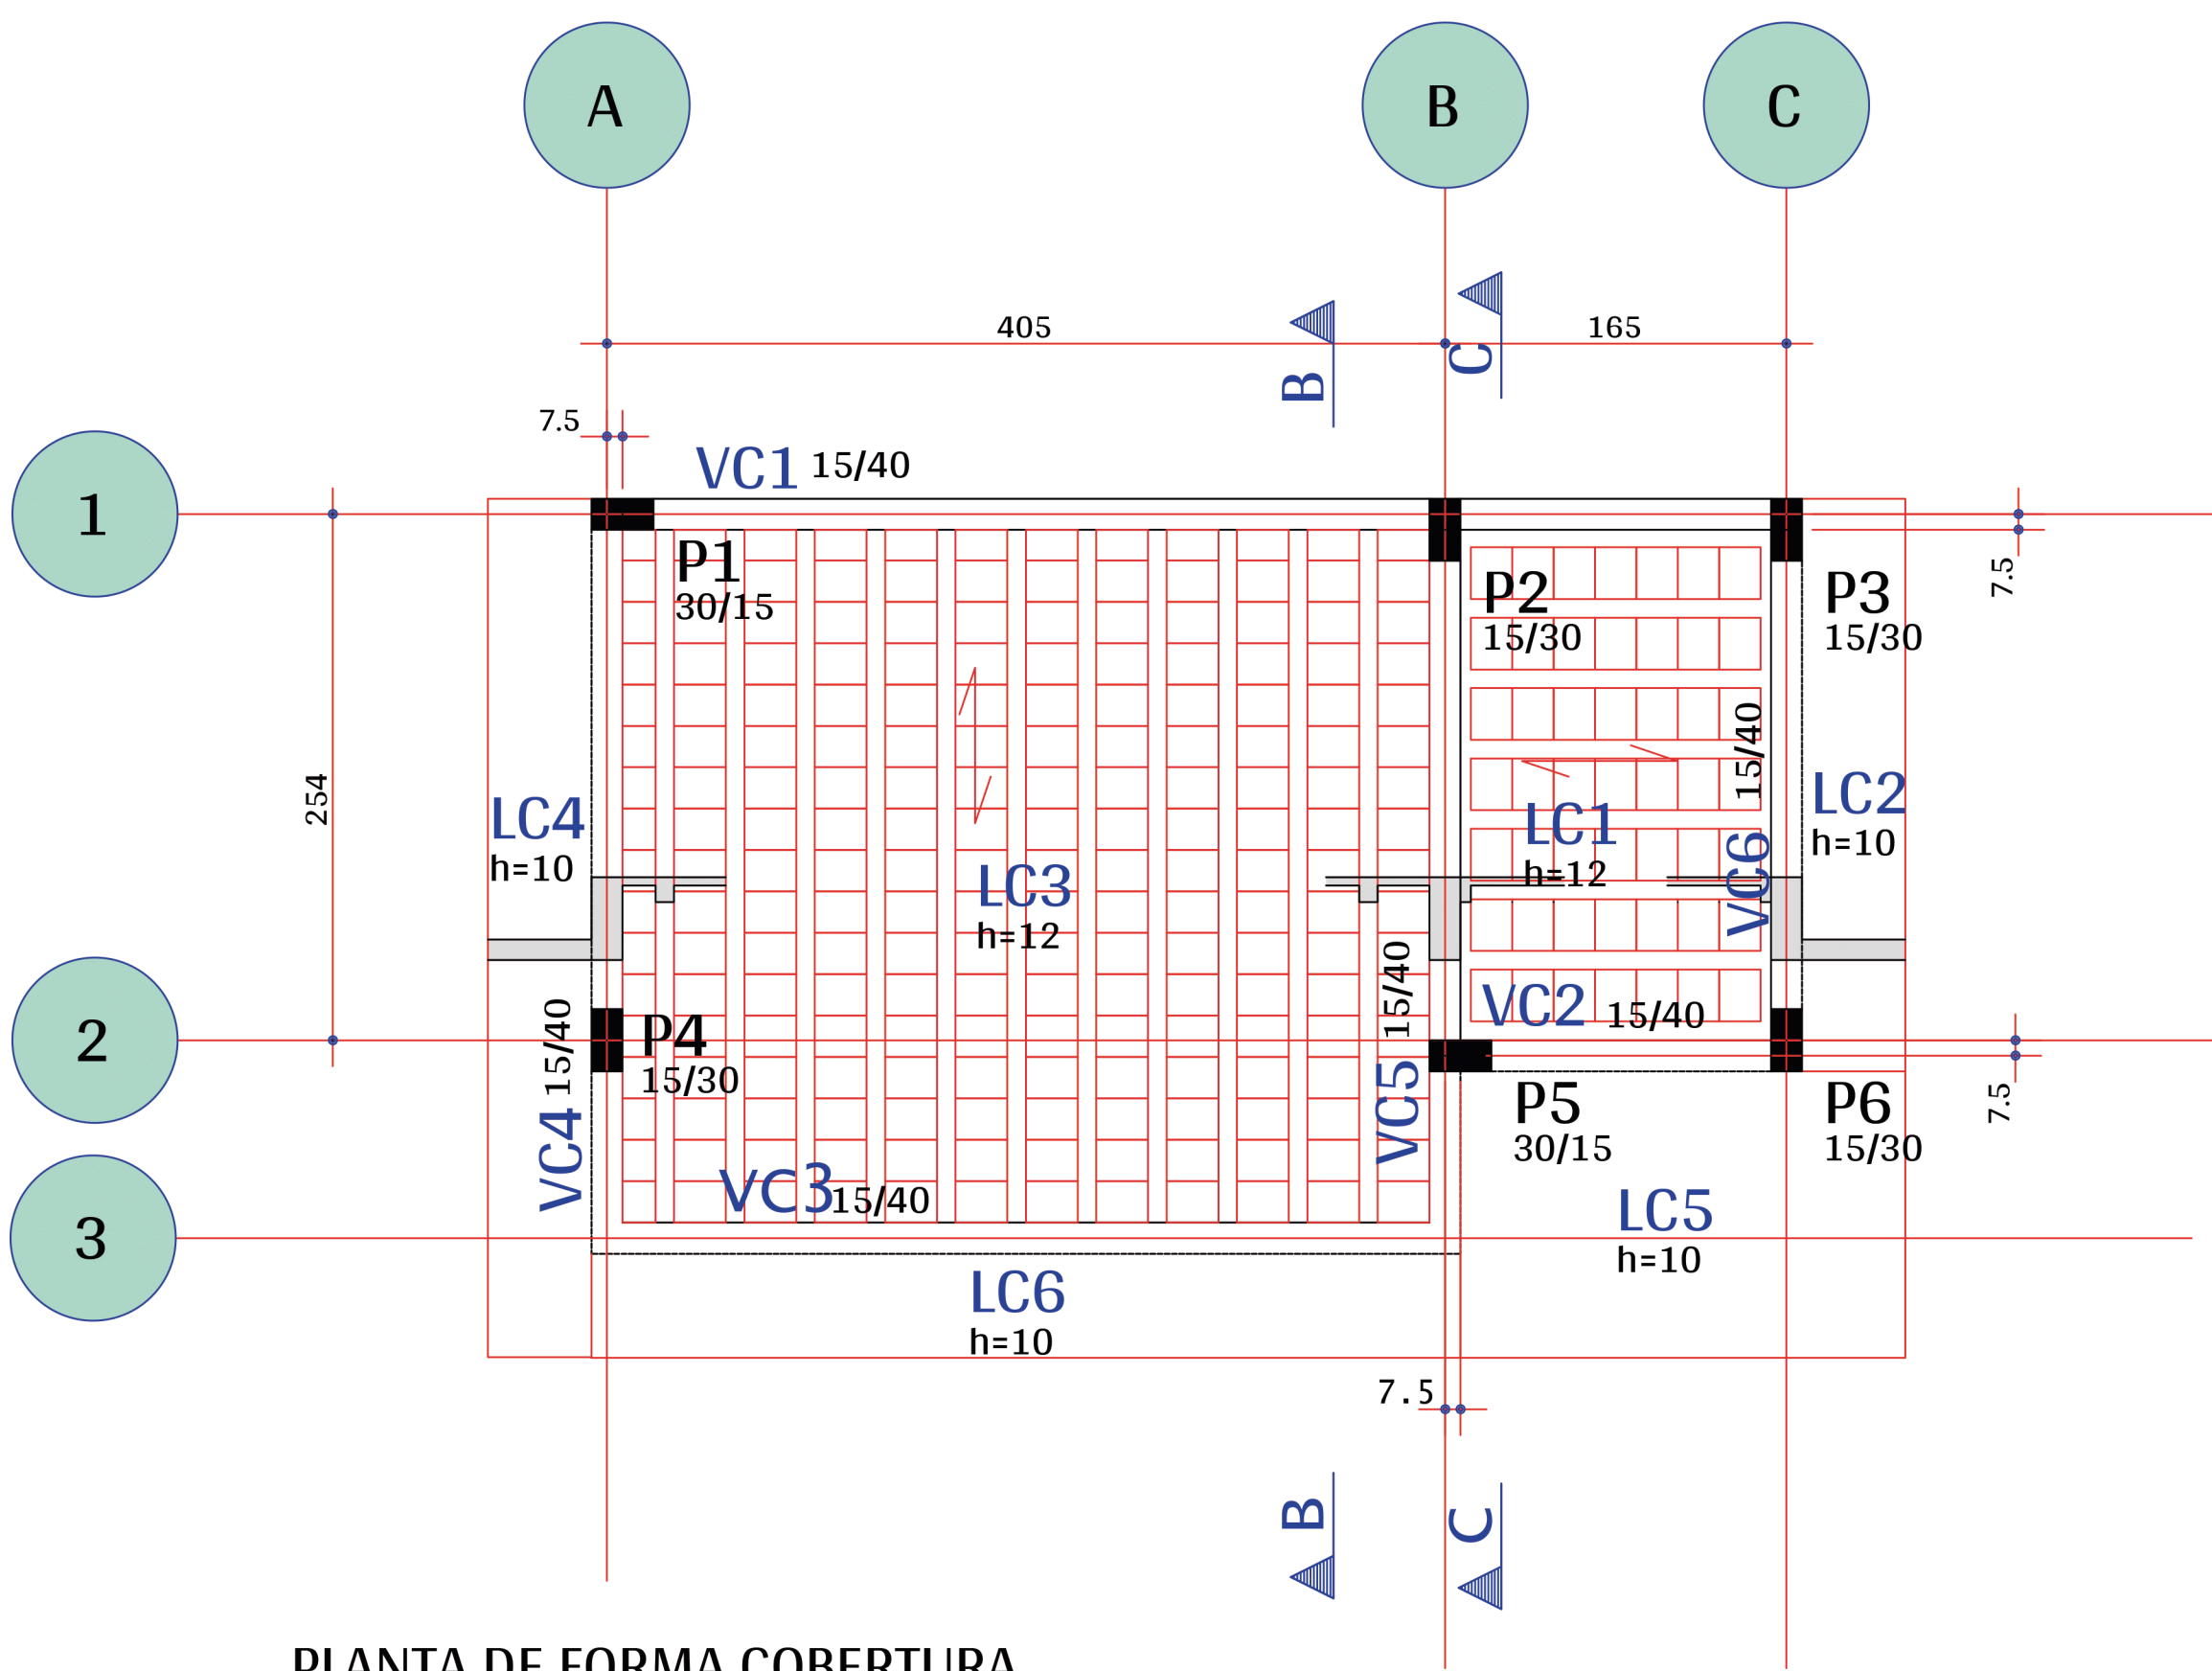 A
B
C
405
165
B
C
7.5
VC1 15/40
1
7.5
P1
30/15
P2
15/30
P3
15/30
254
15/40
LC4
h=10
LC3
h=12
LC1
h=12
VC6
LC2
h=10
2
15/40
VC4
P4
15/30
15/40
VC5
VC2 15/40
7.5
P5
30/15
P6
15/30
3
VC3 15/40
LC5
h=10
LC6
h=10
7.5
B
C
PLANTA DE FORMA COBERTURA